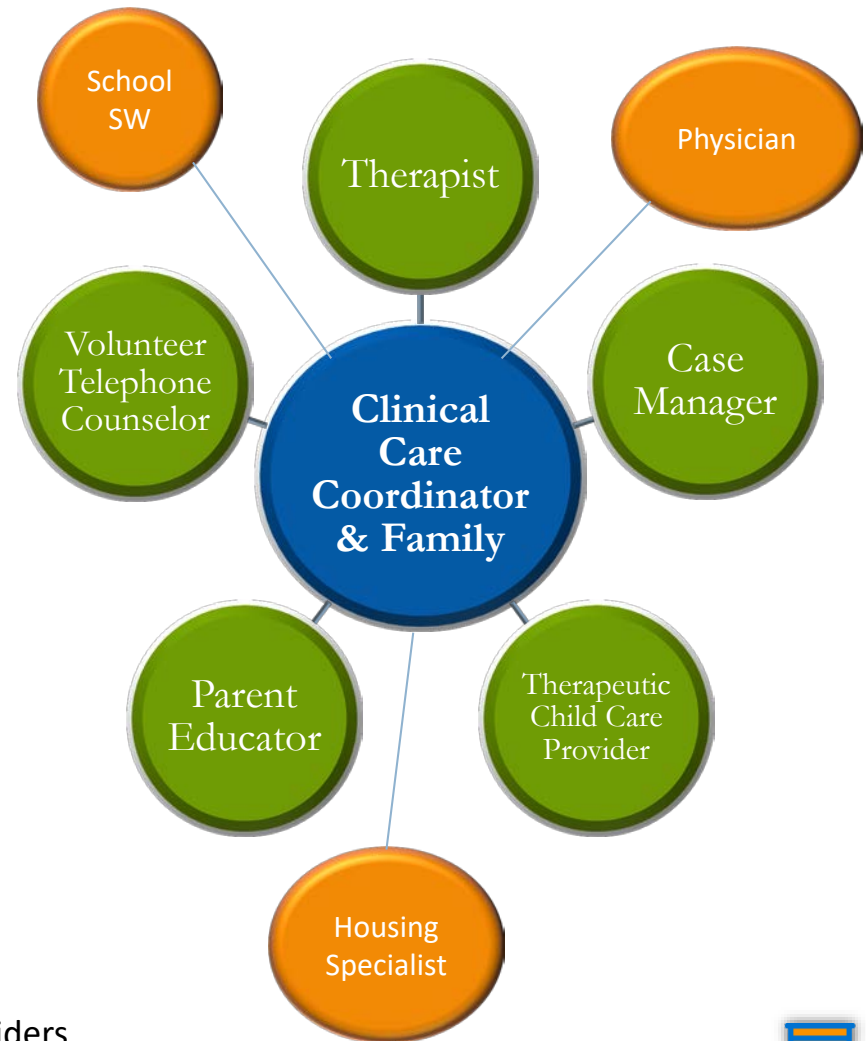 School
SW
Therapist
Physician
Volunteer
Telephone
Counselor
Case
Manager
Clinical
Care
Coordinator
& Family
Parent
Educator
Therapeutic
Child Care
Provider
Housing
Specialist
iders